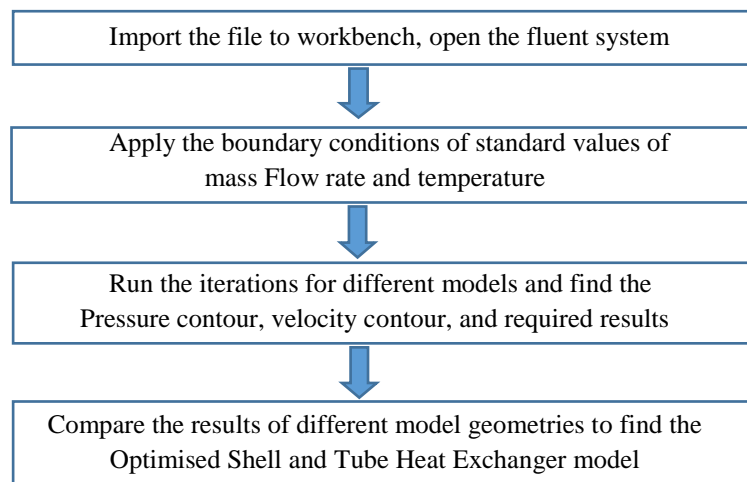 Import the file to workbench, open the fluent system
Apply the boundary conditions of standard values of
mass Flow rate and temperature
Run the iterations for different models and find the
Pressure contour, velocity contour, and required results
Compare the results of different model geometries to find the
Optimised Shell and Tube Heat Exchanger model